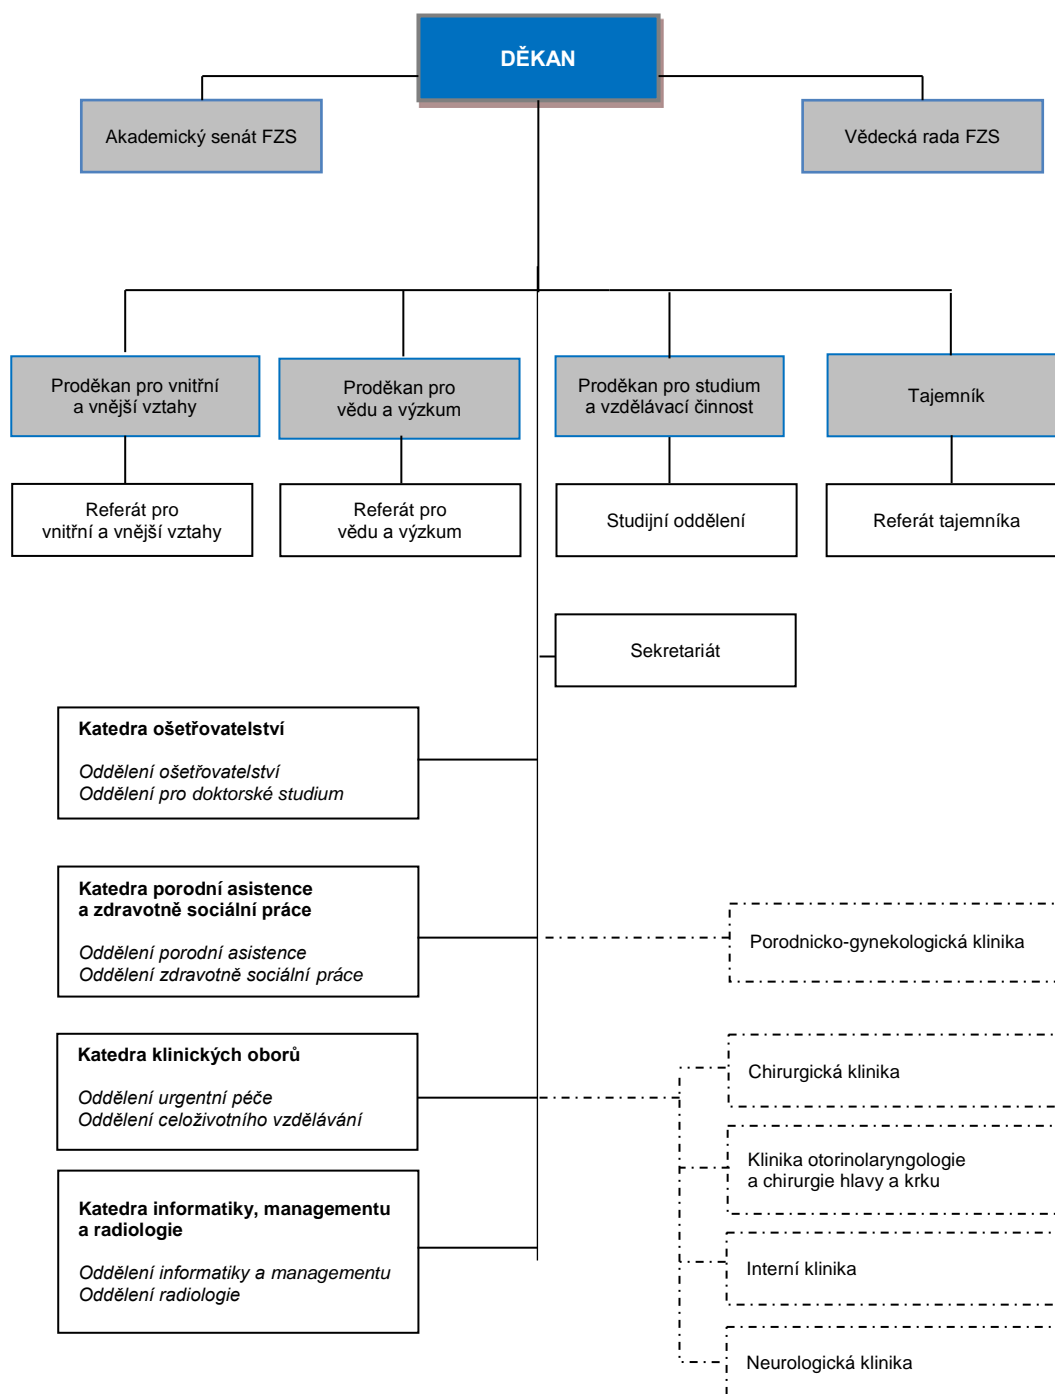 DĚKAN
Akademický senát FZS
Vědecká rada FZS
Proděkan pro vnitřní
a vnější vztahy
Proděkan pro
vědu a výzkum
Proděkan pro studium
a vzdělávací činnost
Tajemník
Referát pro
vnitřní a vnější vztahy
Referát pro
vědu a výzkum
Studijní oddělení
Referát tajemníka
Sekretariát
Katedra ošetřovatelství
Oddělení ošetřovatelství
Oddělení pro doktorské studium
Katedra porodní asistence
a zdravotně sociální práce
Oddělení porodní asistence
Oddělení zdravotně sociální práce
Porodnicko-gynekologická klinika
Katedra klinických oborů
Oddělení urgentní péče
Oddělení celoživotního vzdělávání
Chirurgická klinika
Klinika otorinolaryngologie
a chirurgie hlavy a krku
Katedra informatiky, managementu
a radiologie
Oddělení informatiky a managementu
Oddělení radiologie
Interní klinika
Neurologická klinika